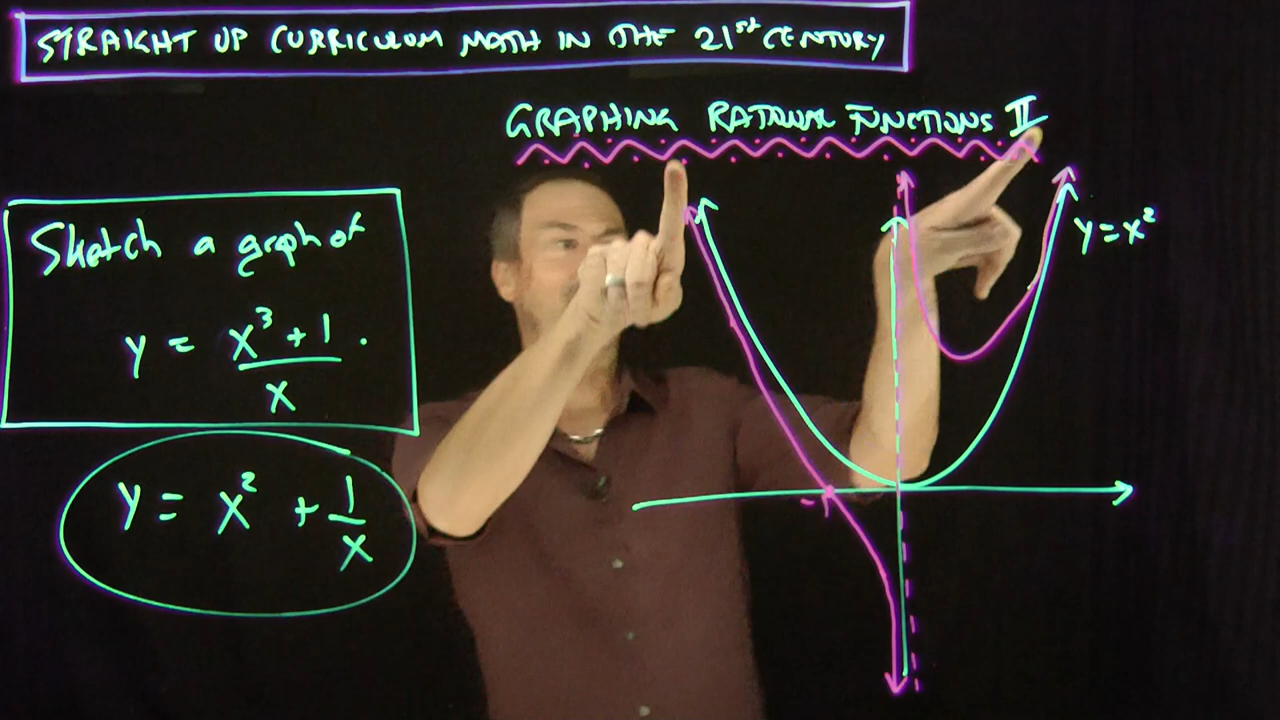 STRAIGHT UP CURRICULUM MATH IN THE 21st CENTURY
GRAPHING RATIONAL FUNCTIONS II
Sketch a graph of
y = x³ + 1 / x .
y = x² + 1/x
y = x²